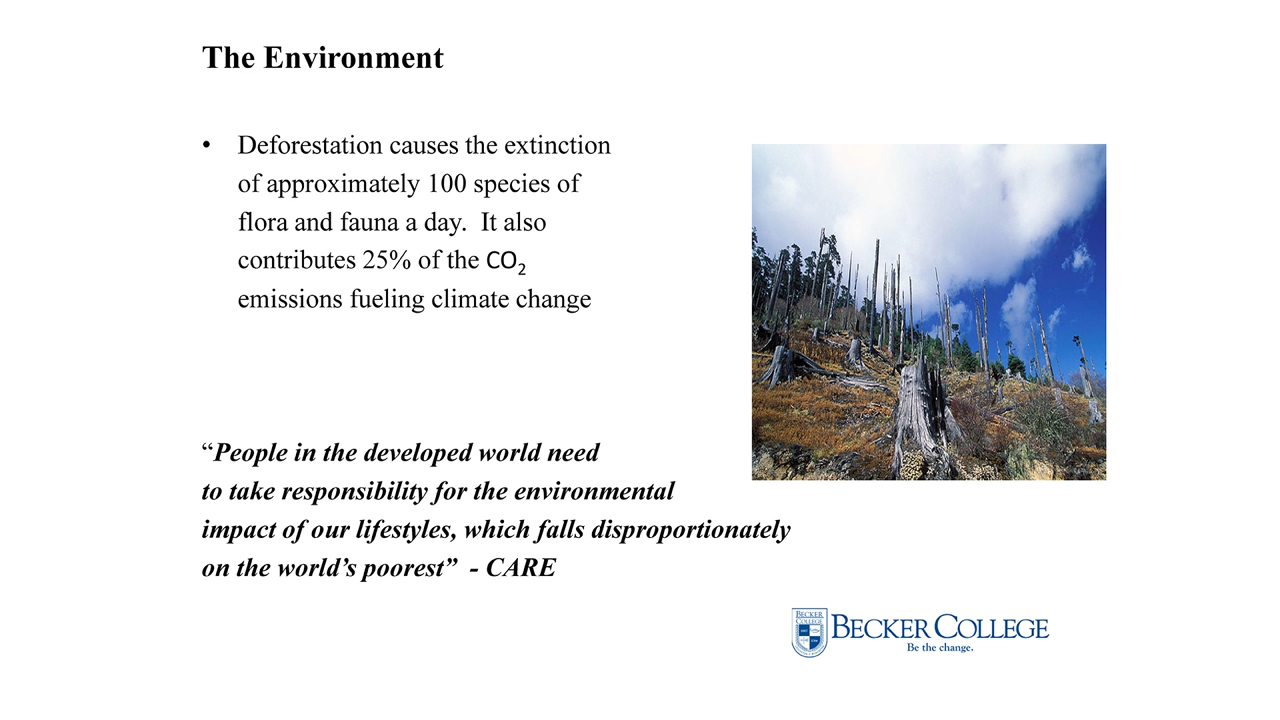 The Environment
• Deforestation causes the extinction
of approximately 100 species of
flora and fauna a day. It also
contributes 25% of the CO₂
emissions fueling climate change
“People in the developed world need
to take responsibility for the environmental
impact of our lifestyles, which falls disproportionately
on the world’s poorest” - CARE
BECKER
COLLEGE
BECKER COLLEGE
Be the change.